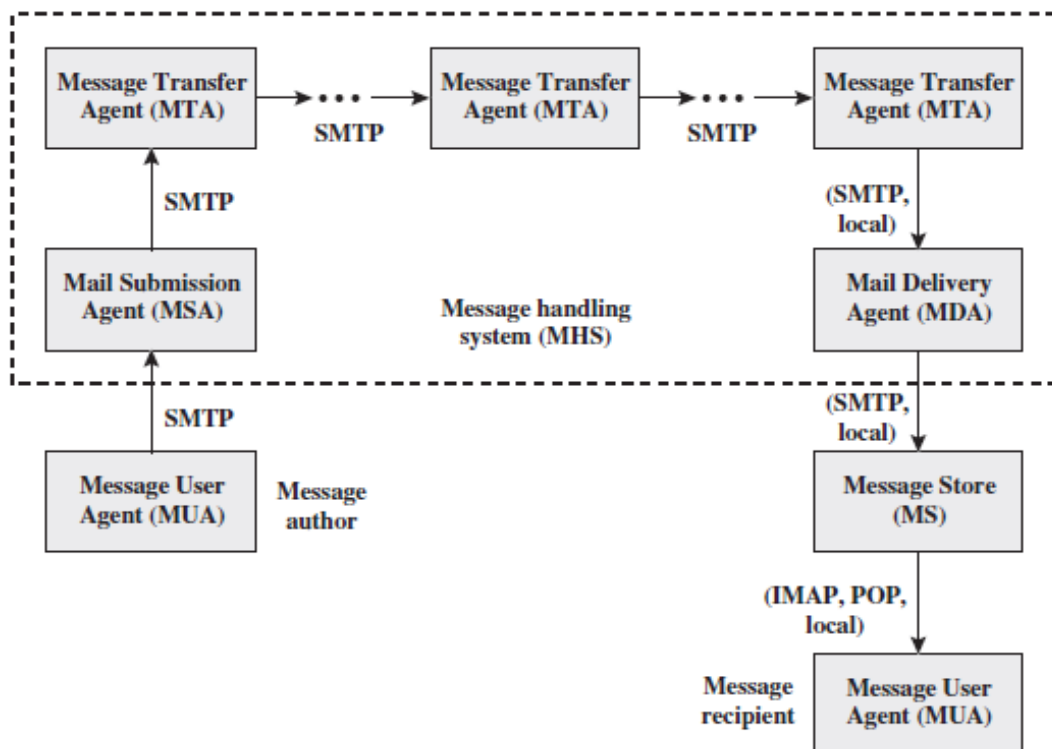 Message Transfer
Agent (MTA)
SMTP
Message Transfer
Agent (MTA)
SMTP
Message Transfer
Agent (MTA)
SMTP
(SMTP,
local)
Mail Submission
Agent (MSA)
Message handling
system (MHS)
Mail Delivery
Agent (MDA)
SMTP
(SMTP,
local)
Message User
Agent (MUA)
Message
author
Message Store
(MS)
(IMAP, POP,
local)
Message
recipient
Message User
Agent (MUA)